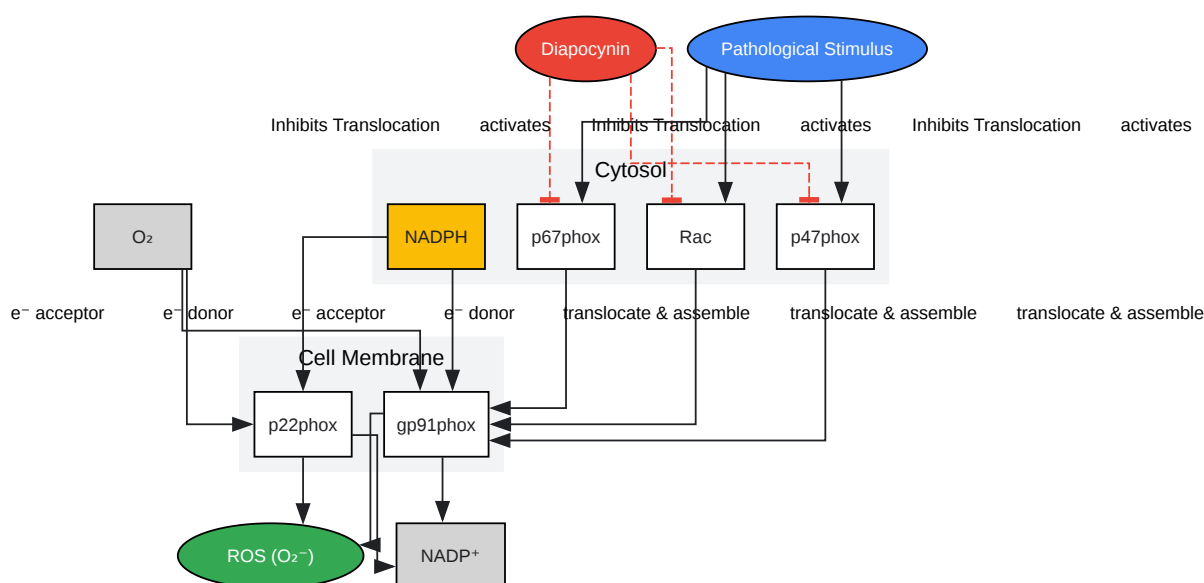 Diapocynin
Pathological Stimulus
Inhibits Translocation
activates
Inhibits Translocation
activates
Inhibits Translocation
activates
Cytosol
O₂
NADPH
p67phox
Rac
p47phox
e⁻ acceptor
e⁻ donor
e⁻ acceptor
e⁻ donor
translocate & assemble
translocate & assemble
translocate & assemble
Cell Membrane
p22phox
gp91phox
ROS (O₂⁻)
NADP⁺